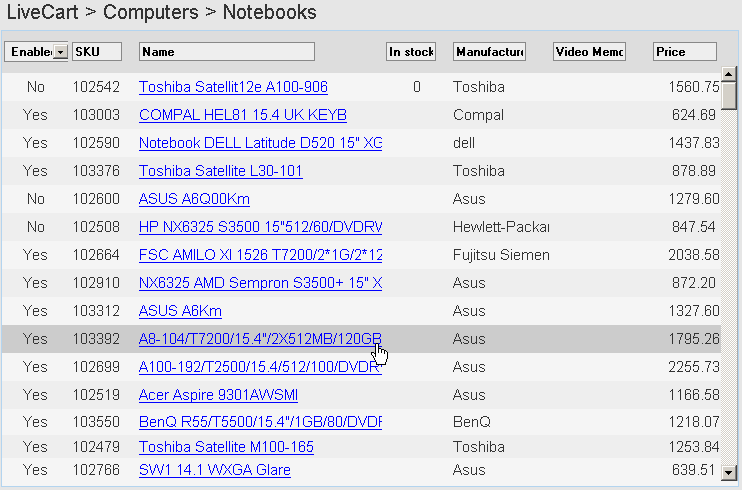 LiveCart > Computers > Notebooks
Enable SKU Name In stock Manufacture Video Memo Price
No 102542 Toshiba Satellit12e A100-906 0 Toshiba 1560.75
Yes 103003 COMPAL HEL81 15.4 UK KEYB Compal 624.69
Yes 102590 Notebook DELL Latitude D520 15" XG dell 1437.83
Yes 103376 Toshiba Satellite L30-101 Toshiba 878.89
No 102600 ASUS A6Q00Km Asus 1279.60
No 102508 HP NX6325 S3500 15"512/60/DVDRW Hewlett-Packar 847.54
Yes 102664 FSC AMILO XI 1526 T7200/2*1G/2*12 Fujitsu Siemen 2038.58
Yes 102910 NX6325 AMD Sempron S3500+ 15" X Asus 872.20
Yes 103312 ASUS A6Km Asus 1327.60
Yes 103392 A8-104/T7200/15.4"/2X512MB/120GB Asus 1795.26
Yes 102699 A100-192/T2500/15.4/512/100/DVDR Asus 2255.73
Yes 102519 Acer Aspire 9301AWSMI Asus 1166.58
Yes 103550 BenQ R55/T5500/15.4"/1GB/80/DVDR BenQ 1218.07
Yes 102479 Toshiba Satellite M100-165 Toshiba 1253.84
Yes 102766 SW1 14.1 WXGA Glare Asus 639.51